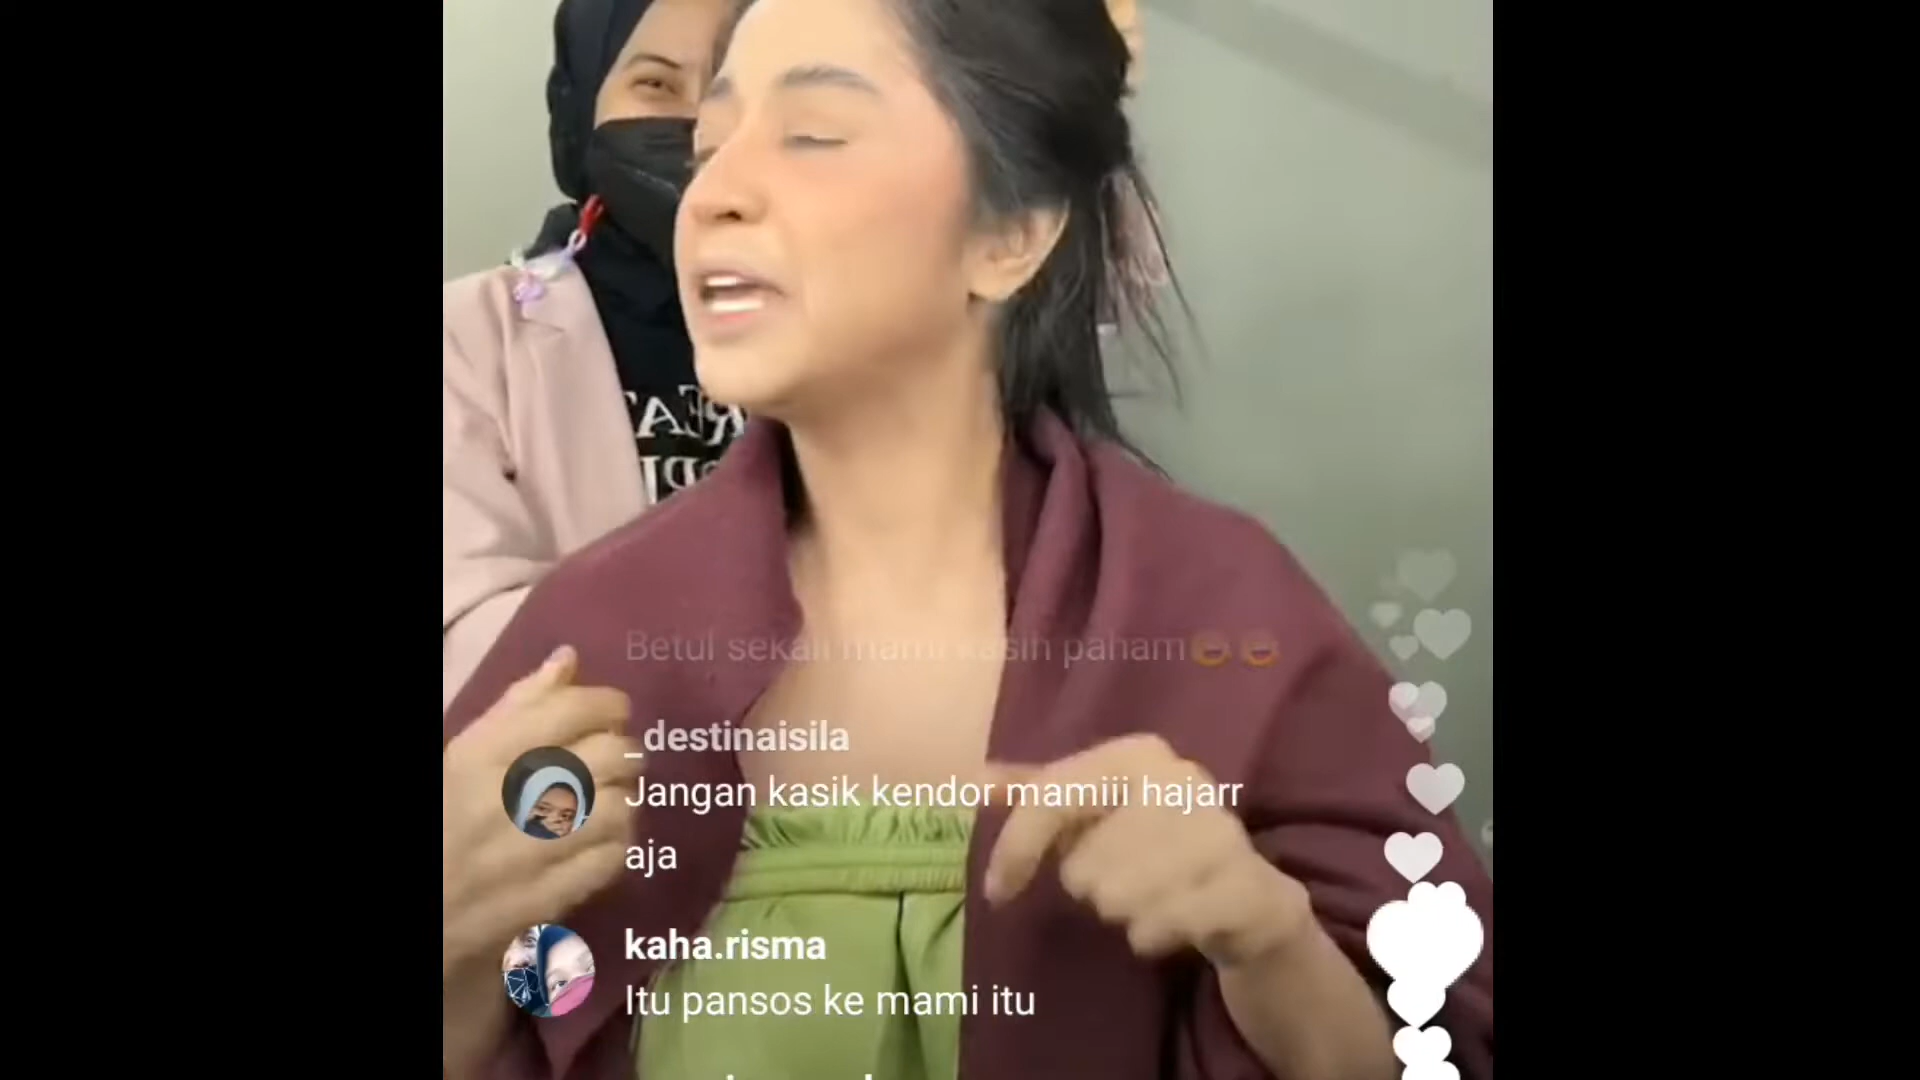 Betul sekali mami kasih paham
_destinaisila
Jangan kasik kendor mamiii hajarr
aja
kaha.risma
Itu pansos ke mami itu